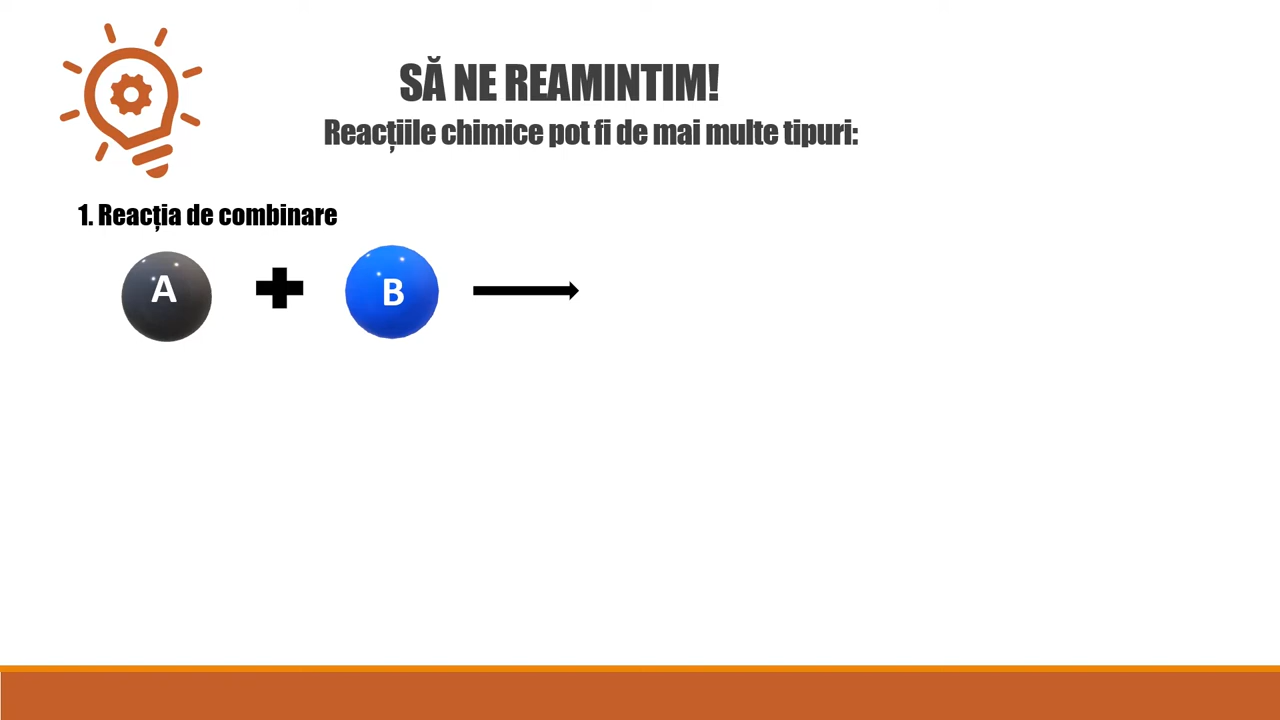 SĂ NE REAMINTIM!
Reacțiile chimice pot fi de mai multe tipuri:
1. Reacția de combinare
A + B →